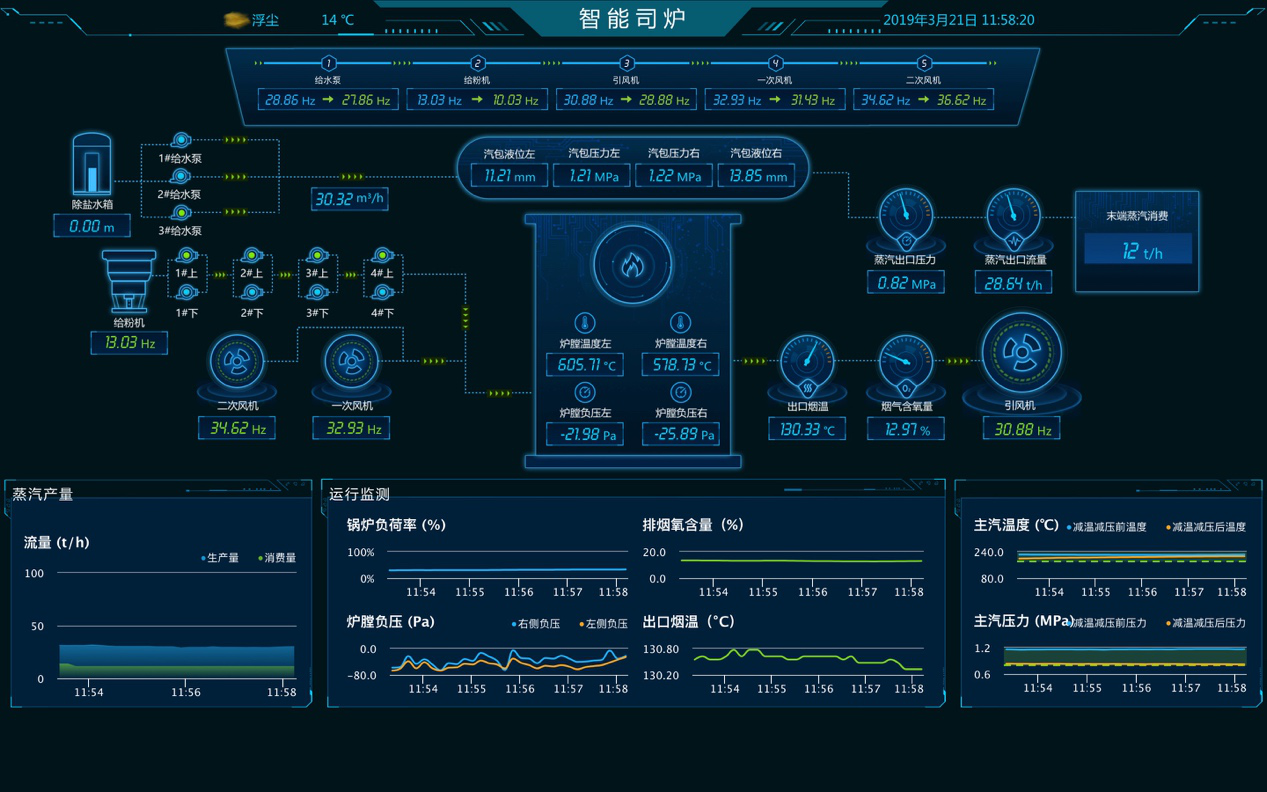 浮尘
14 ℃
智能司炉
2019年3月21日 11:58:20
1
2
3
4
5
给水泵
给粉机
引风机
一次风机
二次风机
28.86 Hz 27.86 Hz
13.03 Hz 10.03 Hz
30.88 Hz 28.88 Hz
32.93 Hz 31.43 Hz
34.62 Hz 36.62 Hz
除盐水箱
0.00 m
1#给水泵
2#给水泵
3#给水泵
30.32 m³/h
汽包液位左
11.21 mm
汽包压力左
1.21 MPa
汽包压力右
1.22 MPa
汽包液位右
13.85 mm
蒸汽出口压力
0.82 MPa
蒸汽出口流量
28.64 t/h
末端蒸汽消费
12 t/h
给粉机
13.03 Hz
1#上
2#上
3#上
4#上
1#下
2#下
3#下
4#下
二次风机
34.62 Hz
一次风机
32.93 Hz
炉膛温度左
605.71 ℃
炉膛温度右
578.73 ℃
炉膛负压左
-21.98 Pa
炉膛负压右
-25.89 Pa
出口烟温
130.33 ℃
O₂
烟气含氧量
12.97 %
引风机
30.88 Hz
蒸汽产量
流量 (t/h)
生产量
消费量
100
50
0
11:54
11:56
11:58
运行监测
锅炉负荷率 (%)
100%
0%
11:54
11:55
11:56
11:57
11:58
排烟氧含量 (%)
20.0
0.0
11:54
11:55
11:56
11:57
11:58
炉膛负压 (Pa)
右侧负压
左侧负压
0.0
-80.0
11:54
11:55
11:56
11:57
11:58
出口烟温 (℃)
130.80
130.20
11:54
11:55
11:56
11:57
11:58
主汽温度 (℃)
减温减压前温度
减温减压后温度
240.0
80.0
11:54
11:55
11:56
11:57
11:58
主汽压力 (MPa)
减温减压前压力
减温减压后压力
1.2
0.6
11:54
11:55
11:56
11:57
11:58